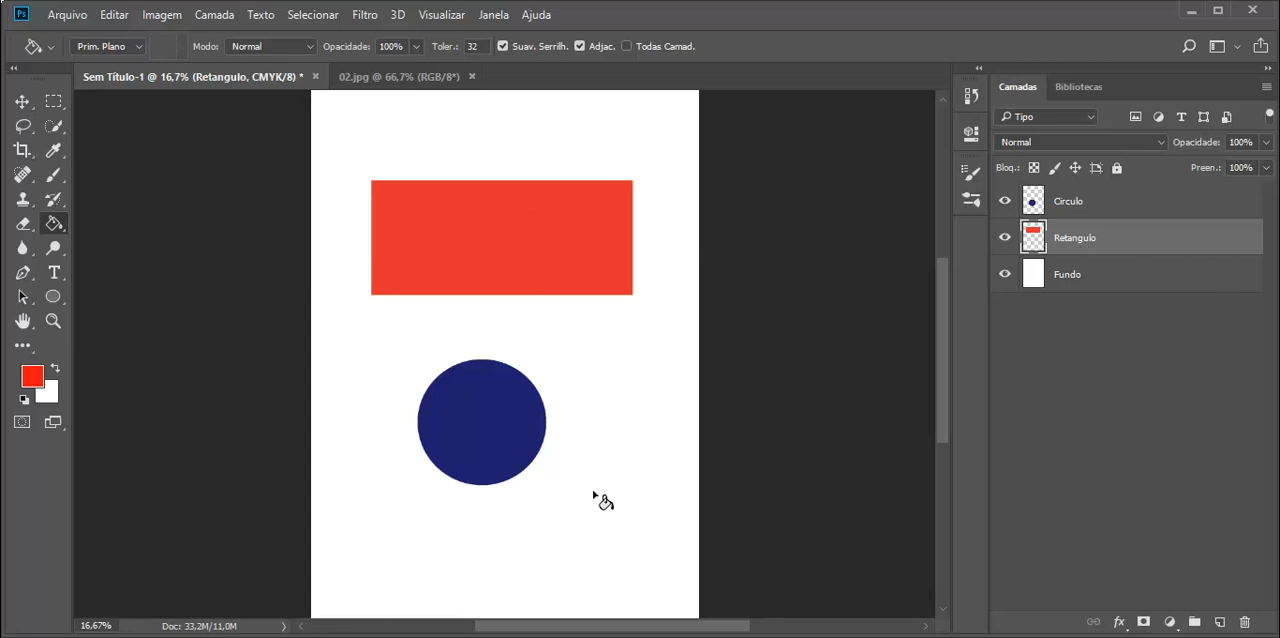 Ps Arquivo Editar Imagem Camada Texto Selecionar Filtro 3D Visualizar Janela Ajuda
Prim. Plano Modo: Normal Opacidade: 100% Toler.: 32 Suav. Serrilh. Adjac. Todas Camad.
Sem Título-1 @ 16,7% (Retangulo, CMYK/8) * 02.jpg @ 66,7% (RGB/8*)
Camadas Bibliotecas
Tipo
Normal Opacidade: 100%
Bloq.: Preen.: 100%
Circulo
Retangulo
Fundo
16,67% Doc: 33,2M/11,0M